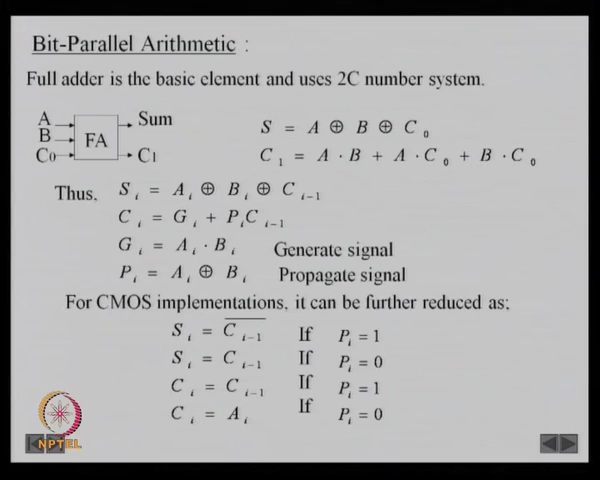 Bit-Parallel Arithmetic :
Full adder is the basic element and uses 2C number system.
A
B
C0
FA
Sum
C1
S = A ⊕ B ⊕ C₀
C₁ = A · B + A · C₀ + B · C₀
Thus, Sᵢ = Aᵢ ⊕ Bᵢ ⊕ Cᵢ₋₁
Cᵢ = Gᵢ + PᵢCᵢ₋₁
Gᵢ = Aᵢ · Bᵢ Generate signal
Pᵢ = Aᵢ ⊕ Bᵢ Propagate signal
For CMOS implementations, it can be further reduced as;
Sᵢ = C̅ᵢ₋₁ If Pᵢ = 1
Sᵢ = Cᵢ₋₁ If Pᵢ = 0
Cᵢ = Cᵢ₋₁ If Pᵢ = 1
Cᵢ = Aᵢ If Pᵢ = 0
NPTEL